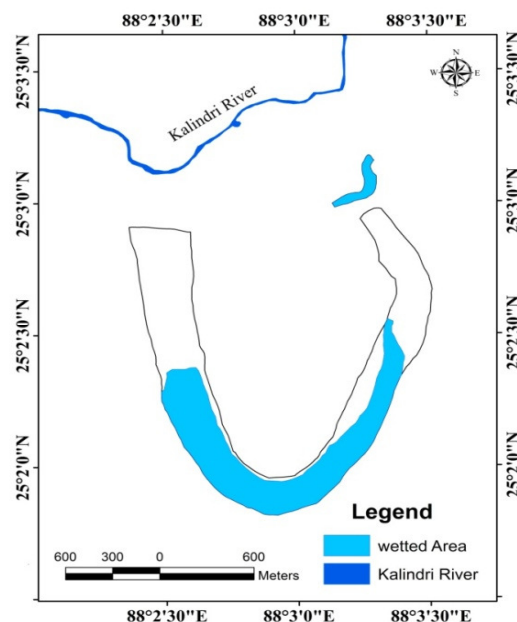 88°2'30"E 88°3'0"E 88°3'30"E
25°3'30"N 25°3'30"N
N
W E
S
Kalindri River
25°3'0"N 25°3'0"N
25°2'30"N 25°2'30"N
25°2'0"N 25°2'0"N
Legend
wetted Area
Kalindri River
600 300 0 600
Meters
88°2'30"E 88°3'0"E 88°3'30"E